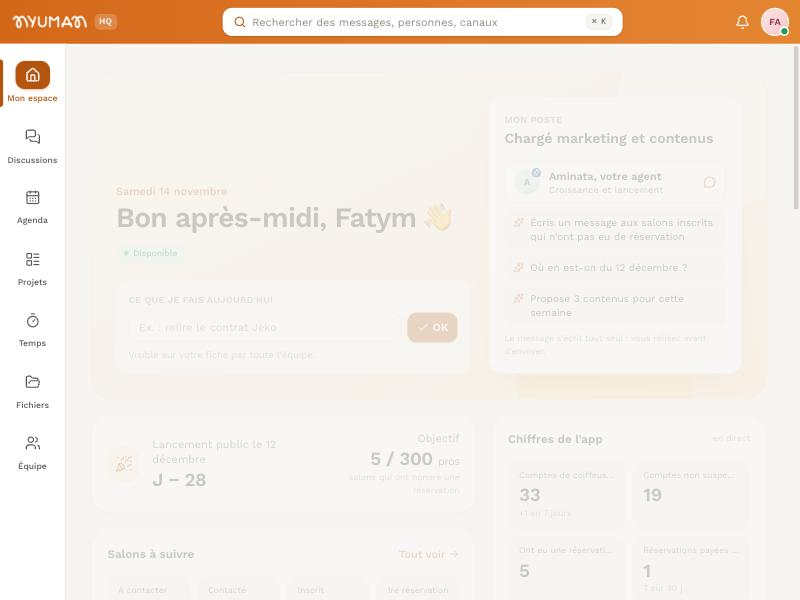 NYUMAN
HQ
Rechercher des messages, personnes, canaux
⌘ K
FA
Mon espace
Discussions
Agenda
Projets
Temps
Fichiers
Équipe
Samedi 14 novembre
Bon après-midi, Fatym 👋
Disponible
CE QUE JE FAIS AUJOURD'HUI
Ex. : relire le contrat Jèko
OK
Visible sur votre fiche par toute l'équipe.
MON POSTE
Chargé marketing et contenus
A
Aminata, votre agent
Croissance et lancement
Écris un message aux salons inscrits
qui n'ont pas eu de réservation
Où en est-on du 12 décembre ?
Propose 3 contenus pour cette
semaine
Le message s'écrit tout seul : vous relisez avant
d'envoyer.
Lancement public le 12
décembre
J – 28
Objectif
5 / 300 pros
salons qui ont honoré une
réservation
Chiffres de l'app
en direct
Comptes de coiffeus...
33
+1 en 7 jours
Comptes non suspe...
19
Ont eu une réservati...
5
Réservations payées ...
1
7 sur 30 j
Salons à suivre
Tout voir →
À contacter
Contacté
Inscrit
1re réservation